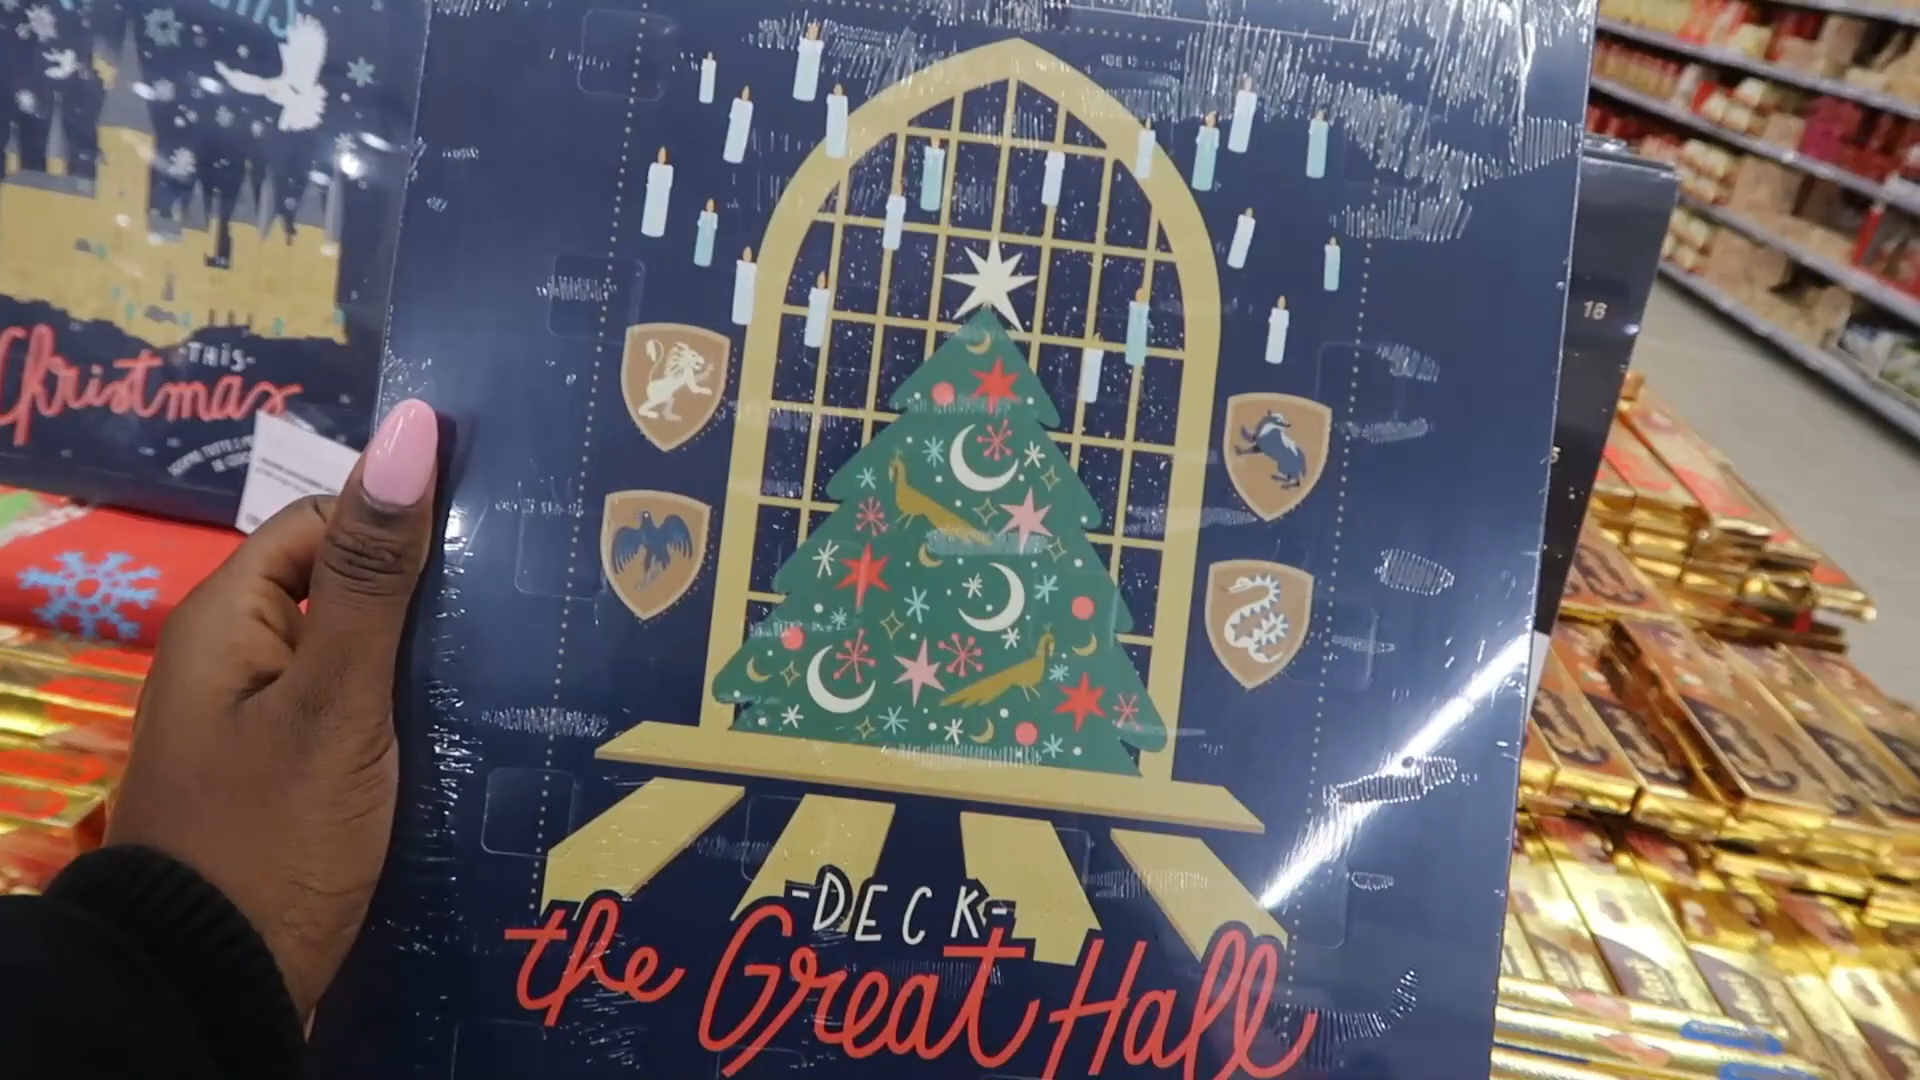 -THIS-
Christmas
-DECK-
the Great Hall
16